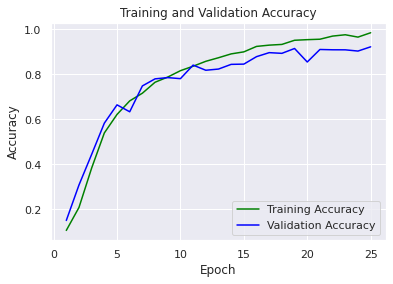 Training and Validation Accuracy
Accuracy
1.0
0.8
0.6
0.4
0.2
Training Accuracy
Validation Accuracy
0 5 10 15 20 25
Epoch